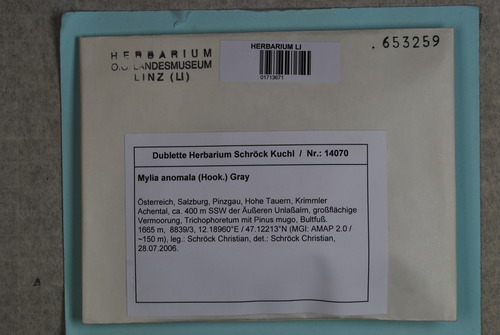 HERBARIUM
O.Ö. LANDESMUSEUM
LINZ (LI)
HERBARIUM LI
01713671
.653259
Dublette Herbarium Schröck Kuchl / Nr.: 14070
Mylia anomala (Hook.) Gray
Österreich, Salzburg, Pinzgau, Hohe Tauern, Krimmler
Achental, ca. 400 m SSW der Äußeren Unlaßalm, großflächige
Vermoorung, Trichophoretum mit Pinus mugo, Bultfuß.
1665 m, 8839/3, 12.18960°E / 47.12213°N (MGI: AMAP 2.0 /
~150 m), leg.: Schröck Christian, det.: Schröck Christian,
28.07.2006.